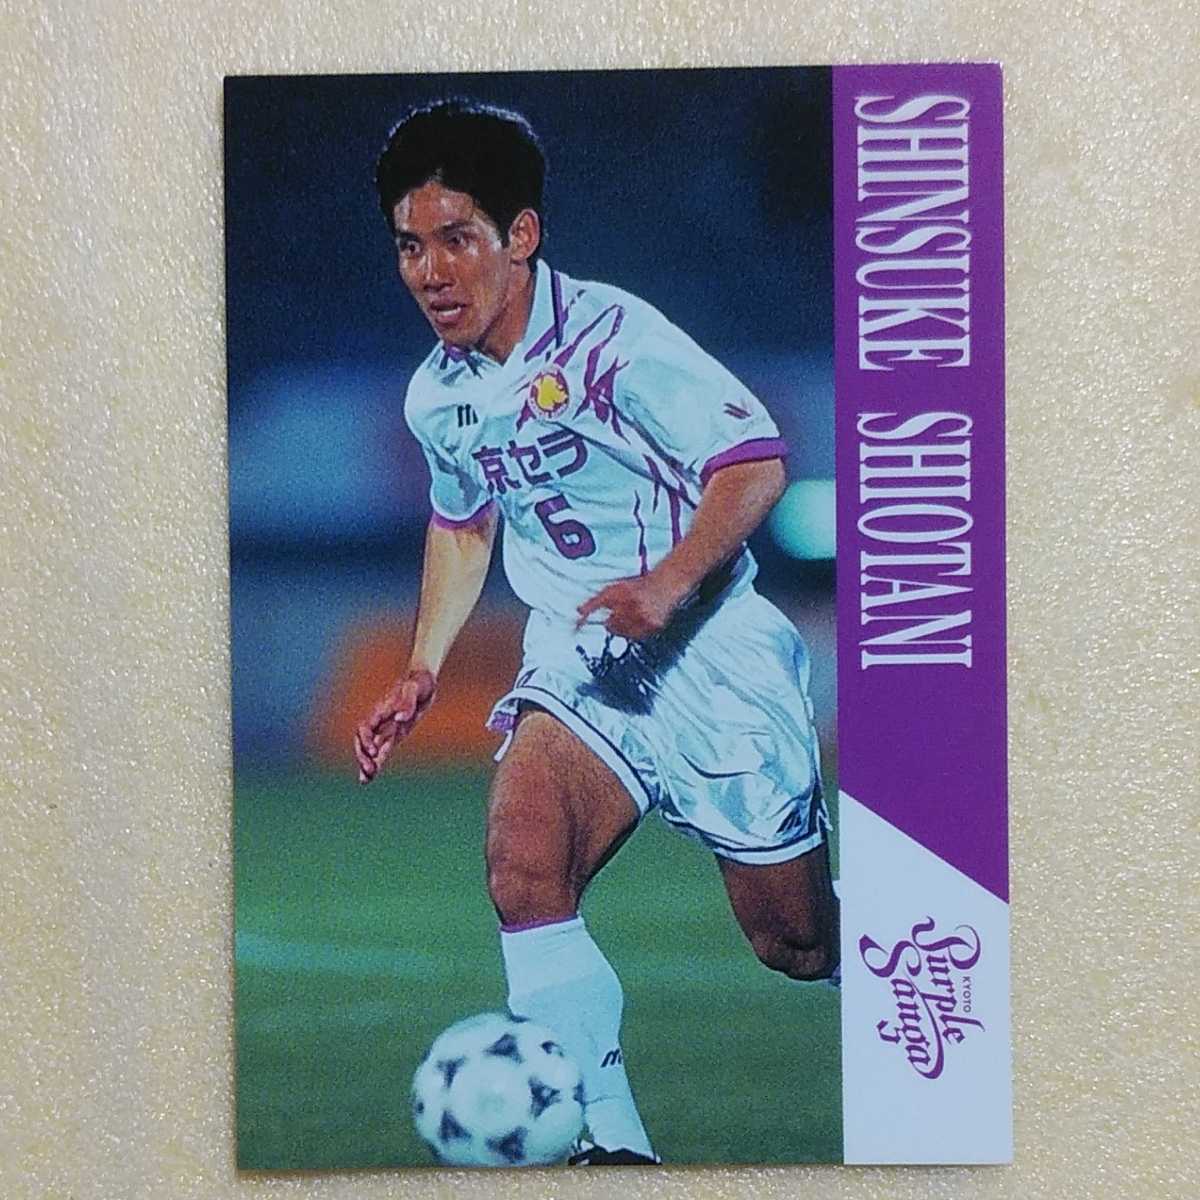 SHINSUKE SHIOTANI
京セラ
6
KYOTO
Purple
Sanga